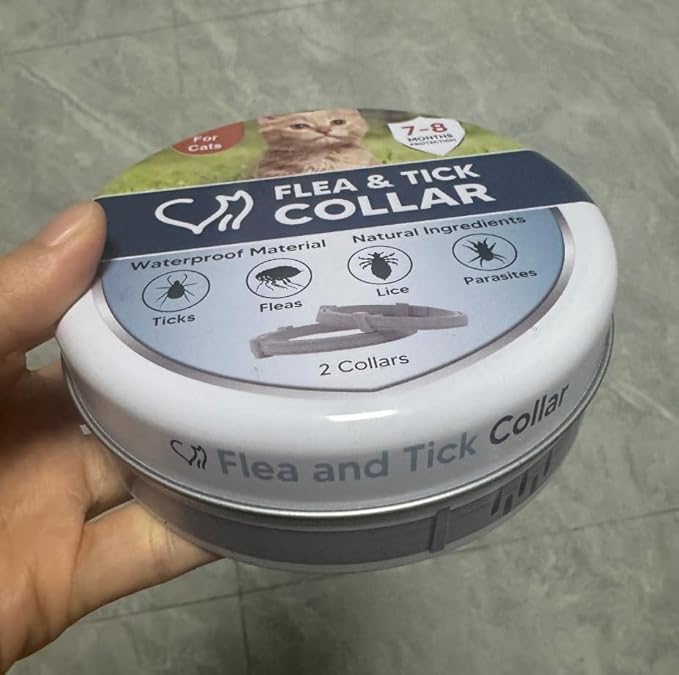 For
Cats
7-8
MONTHS
PROTECTION
FLEA & TICK
COLLAR
Waterproof Material
Natural Ingredients
Ticks
Fleas
Lice
Parasites
2 Collars
Flea and Tick Collar